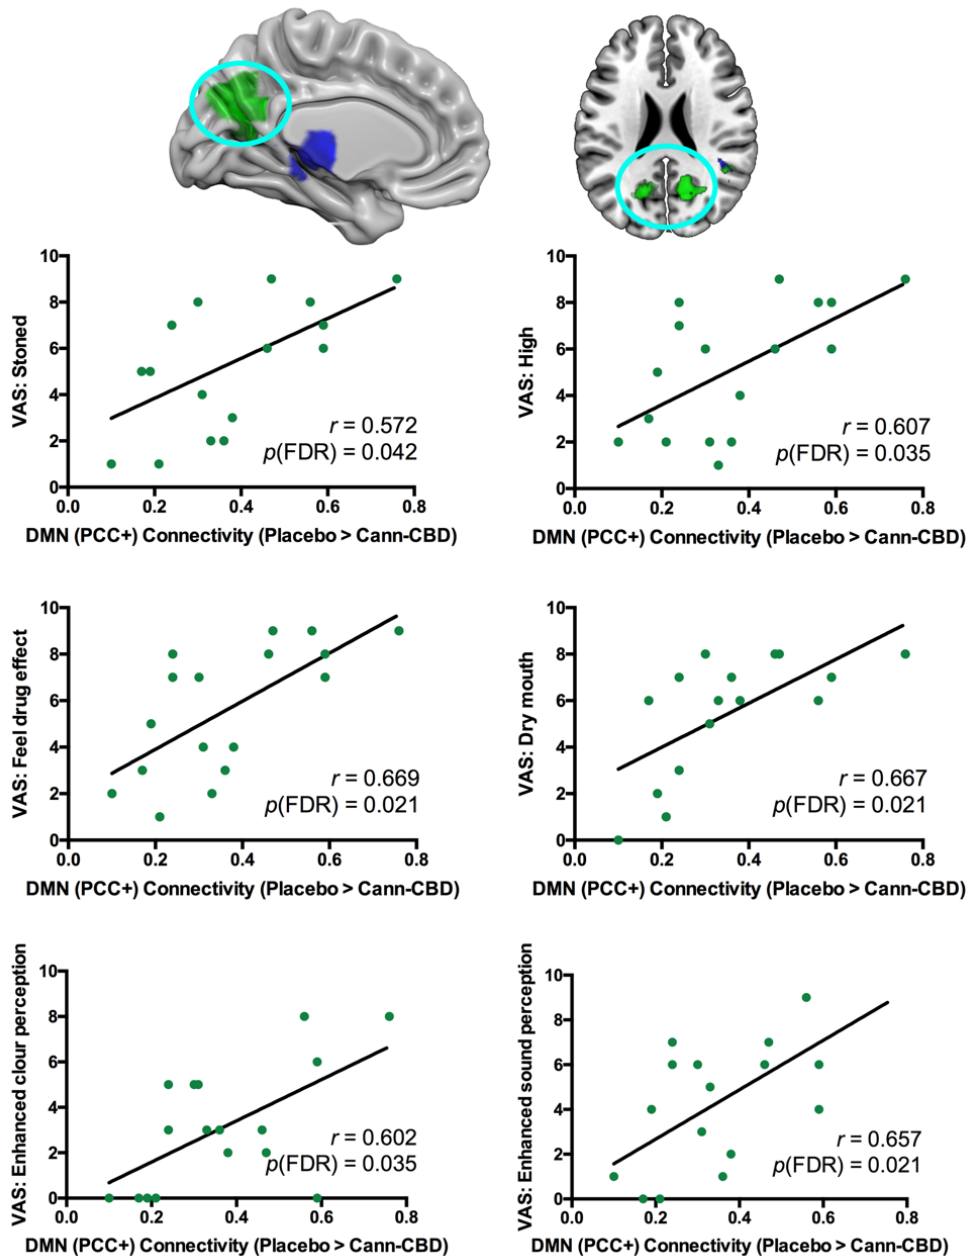 10
8
6
4
2
0
VAS: Stoned
r = 0.572
p(FDR) = 0.042
0.0 0.2 0.4 0.6 0.8
DMN (PCC+) Connectivity (Placebo > Cann-CBD)
10
8
6
4
2
0
VAS: High
r = 0.607
p(FDR) = 0.035
0.0 0.2 0.4 0.6 0.8
DMN (PCC+) Connectivity (Placebo > Cann-CBD)
10
8
6
4
2
0
VAS: Feel drug effect
r = 0.669
p(FDR) = 0.021
0.0 0.2 0.4 0.6 0.8
DMN (PCC+) Connectivity (Placebo > Cann-CBD)
10
8
6
4
2
0
VAS: Dry mouth
r = 0.667
p(FDR) = 0.021
0.0 0.2 0.4 0.6 0.8
DMN (PCC+) Connectivity (Placebo > Cann-CBD)
10
8
6
4
2
0
VAS: Enhanced clour perception
r = 0.602
p(FDR) = 0.035
0.0 0.2 0.4 0.6 0.8
DMN (PCC+) Connectivity (Placebo > Cann-CBD)
10
8
6
4
2
0
VAS: Enhanced sound perception
r = 0.657
p(FDR) = 0.021
0.0 0.2 0.4 0.6 0.8
DMN (PCC+) Connectivity (Placebo > Cann-CBD)